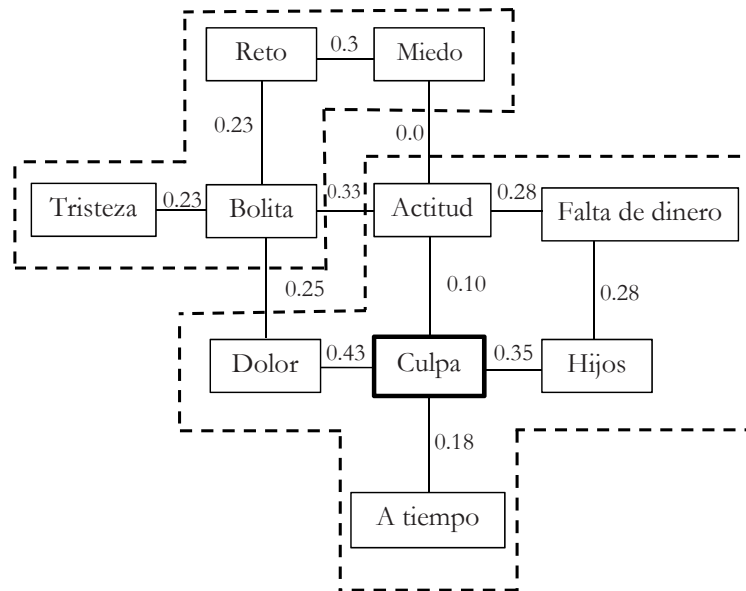 Reto 0.3 Miedo
0.23 0.0
Tristeza 0.23 Bolita 0.33 Actitud 0.28 Falta de dinero
0.25 0.10 0.28
Dolor 0.43 Culpa 0.35 Hijos
0.18
A tiempo